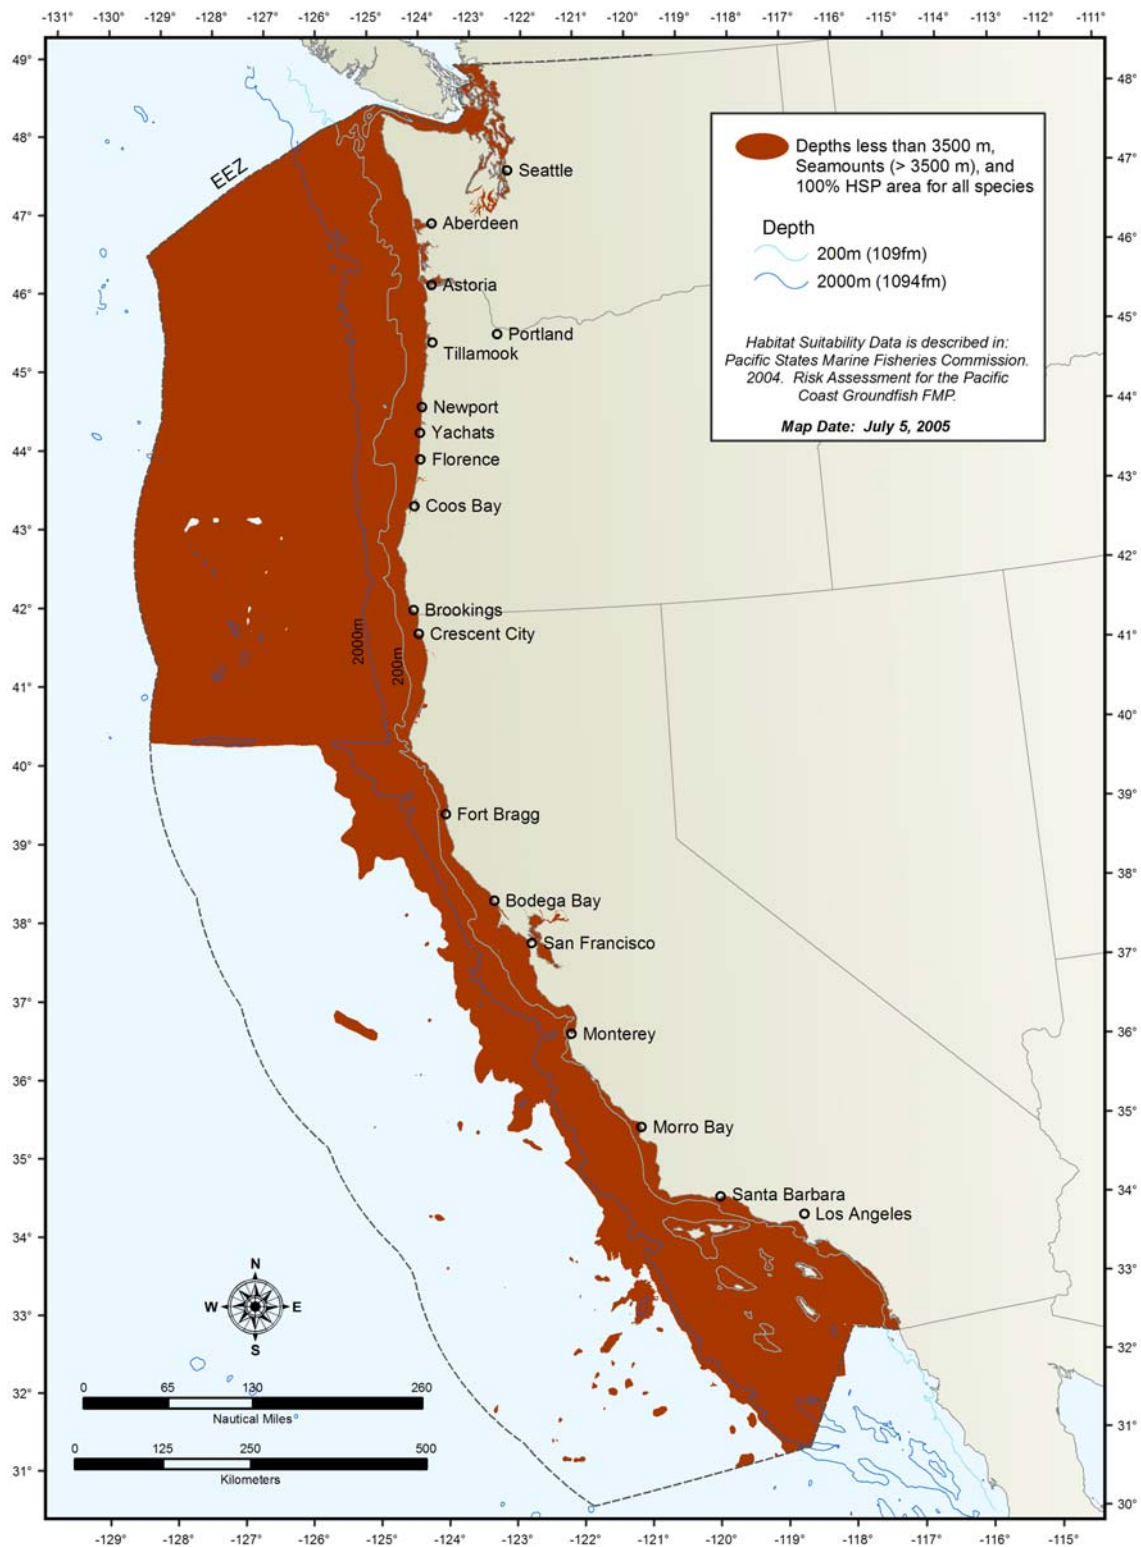 -131° -130° -129° -128° -127° -126° -125° -124° -123° -122° -121° -120° -119° -118° -117° -116° -115° -114° -113° -112° -111°
49°
48°
48°
EEZ
Depths less than 3500 m,
Seamounts (> 3500 m), and
100% HSP area for all species
47°
Seattle
47°
Aberdeen
Depth
200m (109fm)
2000m (1094fm)
46°
46°
Astoria
45°
Portland
Tillamook
45°
Habitat Suitability Data is described in:
Pacific States Marine Fisheries Commission.
2004. Risk Assessment for the Pacific
Coast Groundfish FMP.
Map Date: July 5, 2005
44°
Newport
Yachats
44°
Florence
43°
43°
Coos Bay
42°
42°
Brookings
Crescent City
41°
2000m
200m
41°
40°
40°
39°
Fort Bragg
39°
38°
Bodega Bay
38°
San Francisco
37°
37°
36°
Monterey
36°
35°
Morro Bay
35°
34°
Santa Barbara
Los Angeles
34°
33°
N
W E
S
33°
32°
32°
0 65 130 260
Nautical Miles
31°
0 125 250 500
Kilometers
31°
30°
-129° -128° -127° -126° -125° -124° -123° -122° -121° -120° -119° -118° -117° -116° -115°